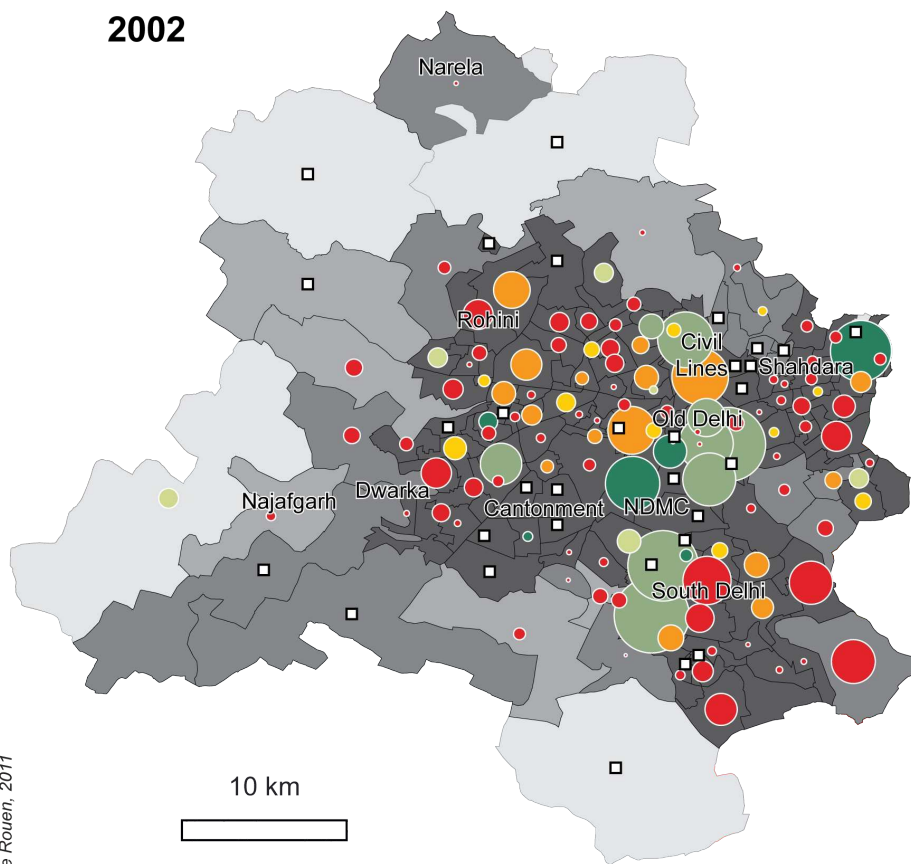 2002
Narela
Rohini
Civil
Lines
Shahdara
Old Delhi
Najafgarh
Dwarka
Cantonment
NDMC
South Delhi
10 km
e Rouen, 2011